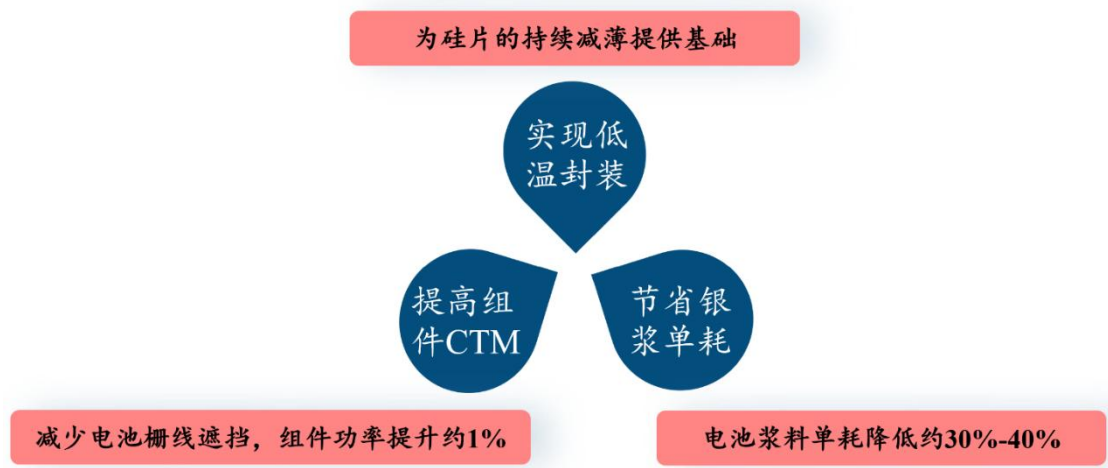 为硅片的持续减薄提供基础
实现低
温封装
提高组
件CTM
节省银
浆单耗
减少电池栅线遮挡，组件功率提升约1%
电池浆料单耗降低约30%-40%